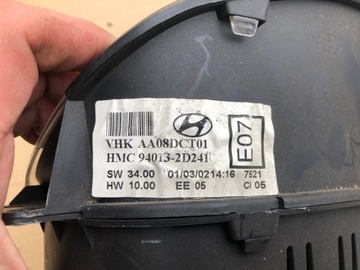 VHK AA08DCT01
HMC 94013-2D241
E07
SW 34.00 01/03/0214:16 7521
HW 10.00 EE 05 CI 05